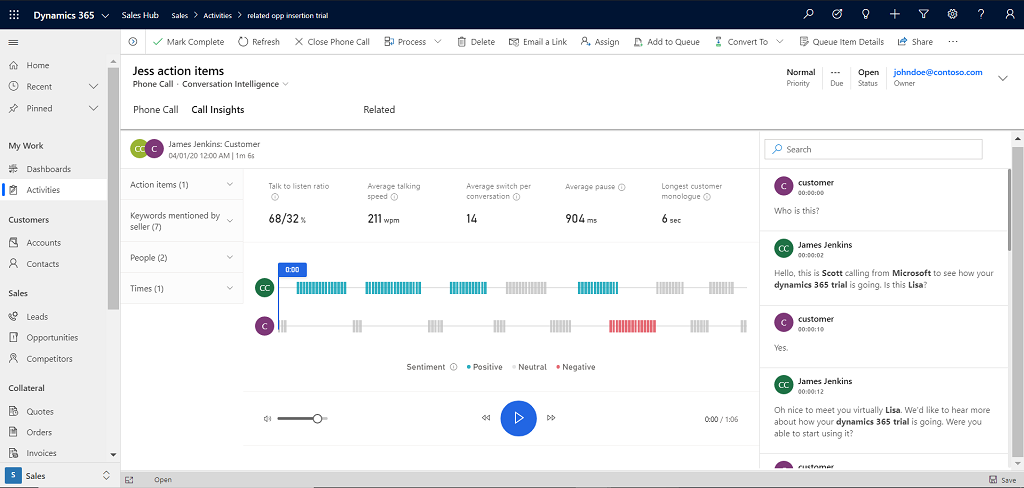 Dynamics 365 Sales Hub Sales > Activities > related opp insertion trial
Mark Complete Refresh Close Phone Call Process Delete Email a Link Assign Add to Queue Convert To Queue Item Details Share ...
Home
Recent
Pinned
My Work
Dashboards
Activities
Customers
Accounts
Contacts
Sales
Leads
Opportunities
Competitors
Collateral
Quotes
Orders
Invoices
S Sales
Jess action items
Phone Call · Conversation Intelligence
Normal
Priority
---
Due
Open
Status
johndoe@contoso.com
Owner
Phone Call Call Insights Related
CC C James Jenkins: Customer
04/01/20 12:00 AM | 1m 6s
Action items (1)
Keywords mentioned by
seller (7)
People (2)
Times (1)
Talk to listen ratio
68/32 %
Average talking
speed
211 wpm
Average switch per
conversation
14
Average pause
904 ms
Longest customer
monologue
6 sec
0:00
CC
C
Sentiment Positive Neutral Negative
0:00 / 1:06
Search
C customer
00:00:00
Who is this?
CC James Jenkins
00:00:02
Hello, this is Scott calling from Microsoft to see how your
dynamics 365 trial is going. Is this Lisa?
C customer
00:00:10
Yes.
CC James Jenkins
00:00:12
Oh nice to meet you virtually Lisa. We'd like to hear more
about how your dynamics 365 trial is going. Were you
able to start using it?
customer
Open
Save